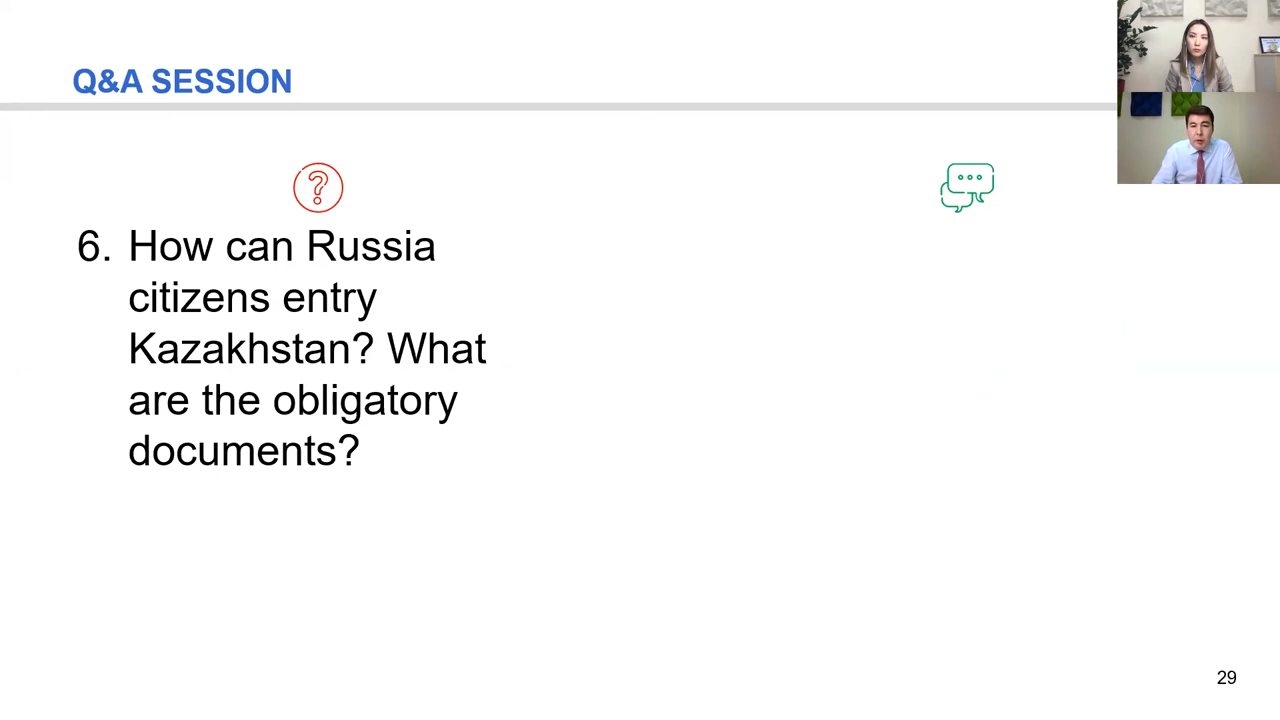 Q&A SESSION
6. How can Russia
citizens entry
Kazakhstan? What
are the obligatory
documents?
29